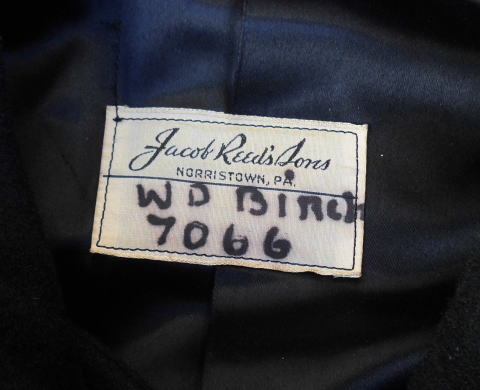 Jacob Reed's Sons
NORRISTOWN, PA.
WD BIRCH
7066